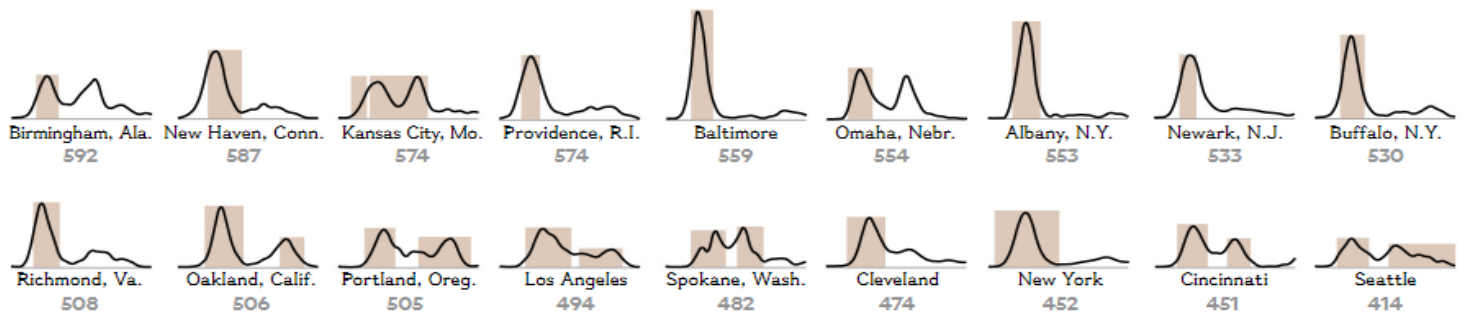 Birmingham, Ala. New Haven, Conn. Kansas City, Mo. Providence, R.I. Baltimore Omaha, Nebr. Albany, N.Y. Newark, N.J. Buffalo, N.Y.
592 587 574 574 559 554 553 533 530
Richmond, Va. Oakland, Calif. Portland, Oreg. Los Angeles Spokane, Wash. Cleveland New York Cincinnati Seattle
508 506 505 494 482 474 452 451 414